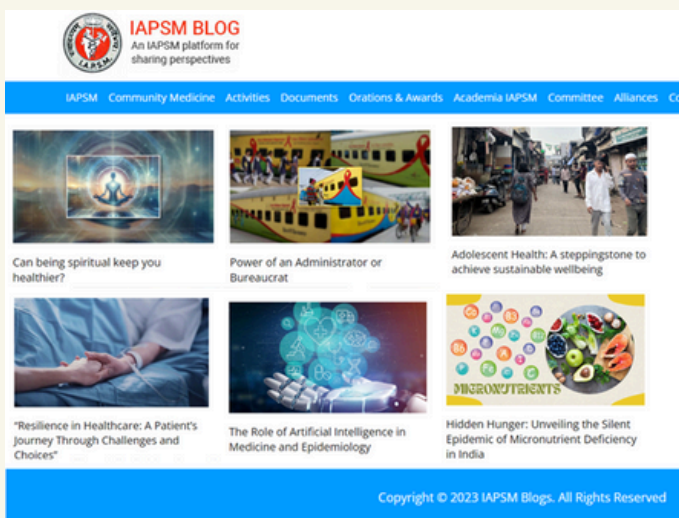 I.A.P.S.M.
IAPSM BLOG
An IAPSM platform for
sharing perspectives
IAPSM Community Medicine Activities Documents Orations & Awards Academia IAPSM Committee Alliances Co
Can being spiritual keep you
healthier?
Power of an Administrator or
Bureaucrat
Adolescent Health: A steppingstone to
achieve sustainable wellbeing
B3
B6
MICRONUTRIENTS
"Resilience in Healthcare: A Patient's
Journey Through Challenges and
Choices"
The Role of Artificial Intelligence in
Medicine and Epidemiology
Hidden Hunger: Unveiling the Silent
Epidemic of Micronutrient Deficiency
in India
Copyright © 2023 IAPSM Blogs. All Rights Reserved